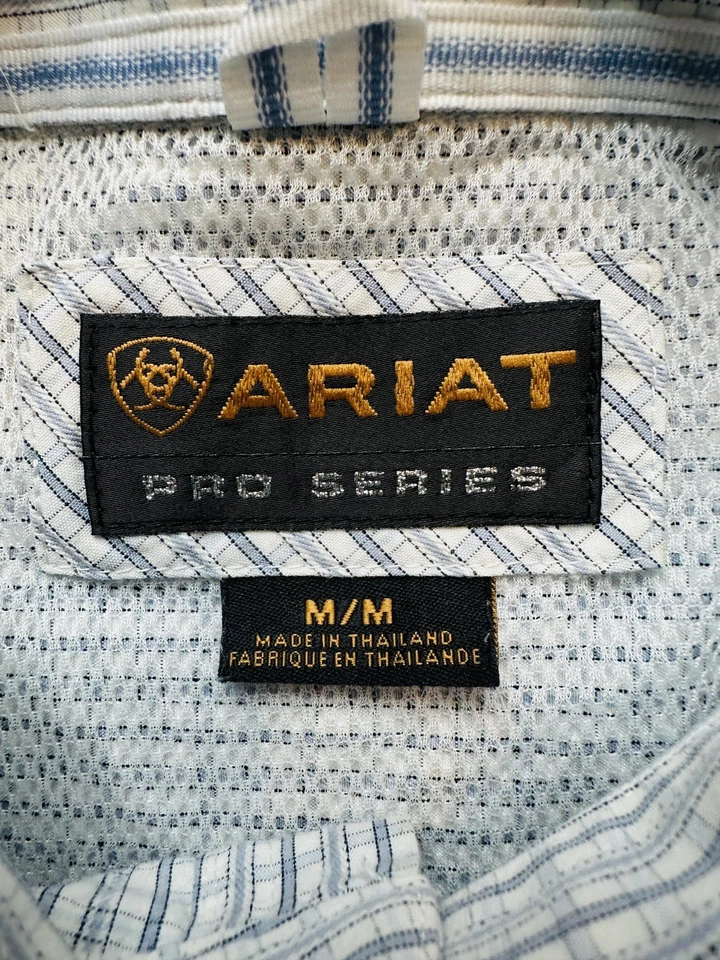 ARIAT
PRO SERIES
M/M
MADE IN THAILAND
FABRIQUE EN THAILANDE